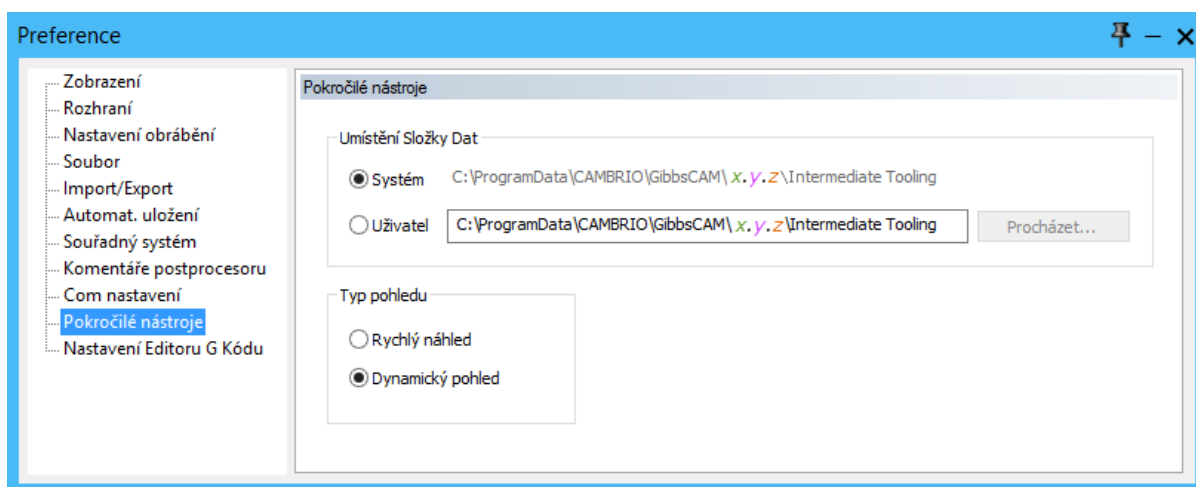 Preference
Zobrazení
Rozhraní
Nastavení obrábění
Soubor
Import/Export
Automat. uložení
Souřadný systém
Komentáře postprocesoru
Com nastavení
Pokročilé nástroje
Nastavení Editoru G Kódu
Pokročilé nástroje
Umístění Složky Dat
Systém C:\ProgramData\CAMBRIO\GibbsCAM\x.y.z\Intermediate Tooling
Uživatel C:\ProgramData\CAMBRIO\GibbsCAM\x.y.z\Intermediate Tooling Procházet...
Typ pohledu
Rychlý náhled
Dynamický pohled